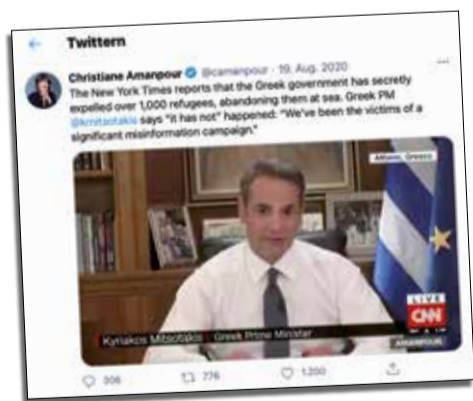 Twittern
Christiane Amanpour @camanpour · 19. Aug. 2020
The New York Times reports that the Greek government has secretly
expelled over 1,000 refugees, abandoning them at sea. Greek PM
@kmitsotakis says "it has not" happened: "We've been the victims of a
significant misinformation campaign."
Athens, Greece
LIVE
CNN
Kyriakos Mitsotakis Greek Prime Minister
AMANPOUR
306 776 1.200